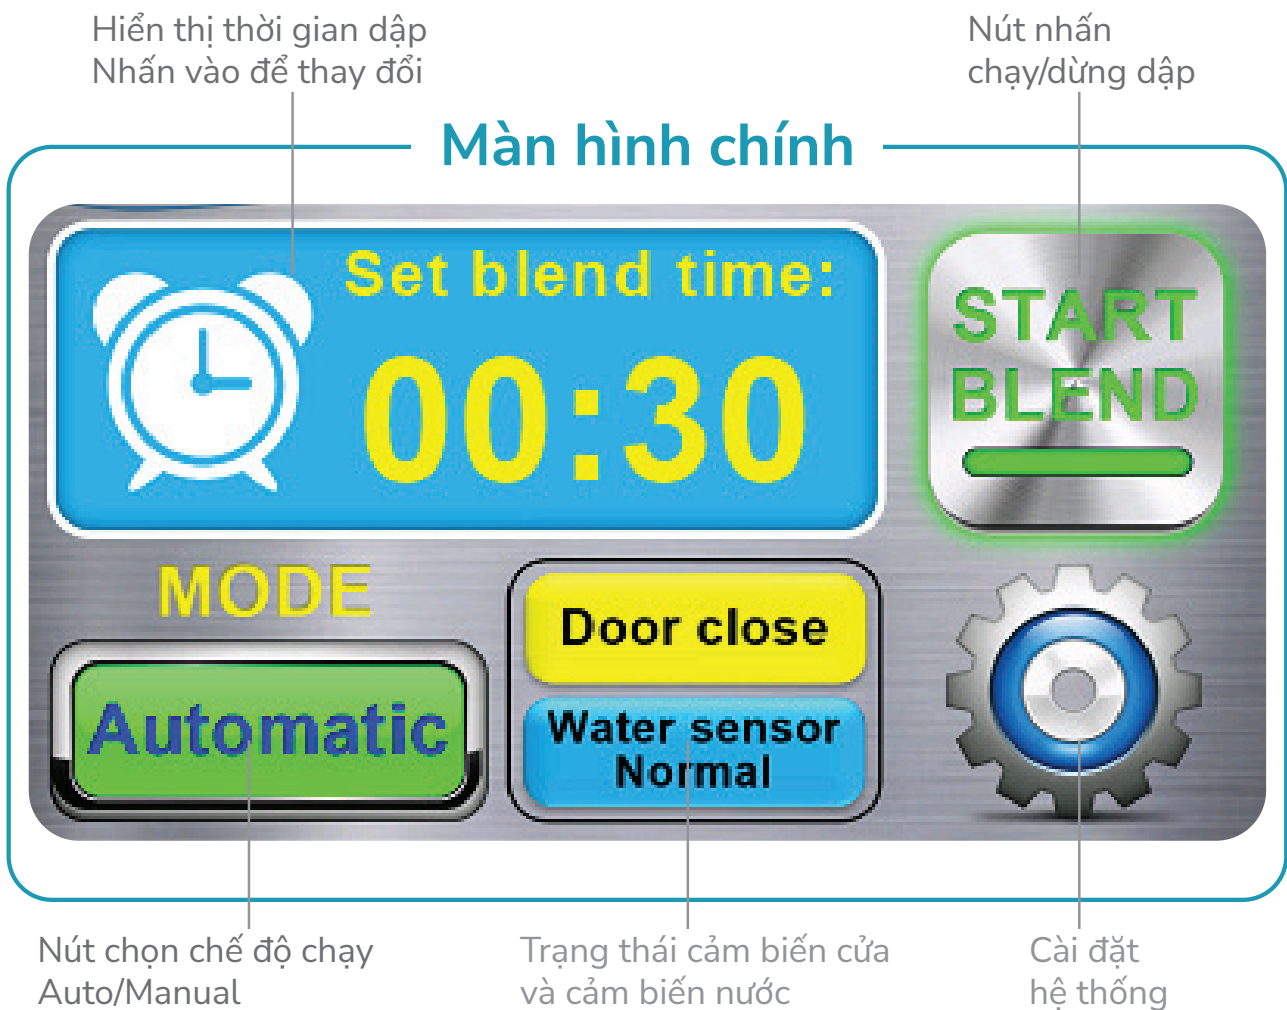 Hiển thị thời gian dập
Nhấn vào để thay đổi
Nút nhấn
chạy/dừng dập
Màn hình chính
Set blend time:
00:30
START
BLEND
MODE
Automatic
Door close
Water sensor
Normal
Nút chọn chế độ chạy
Auto/Manual
Trạng thái cảm biến cửa
và cảm biến nước
Cài đặt
hệ thống